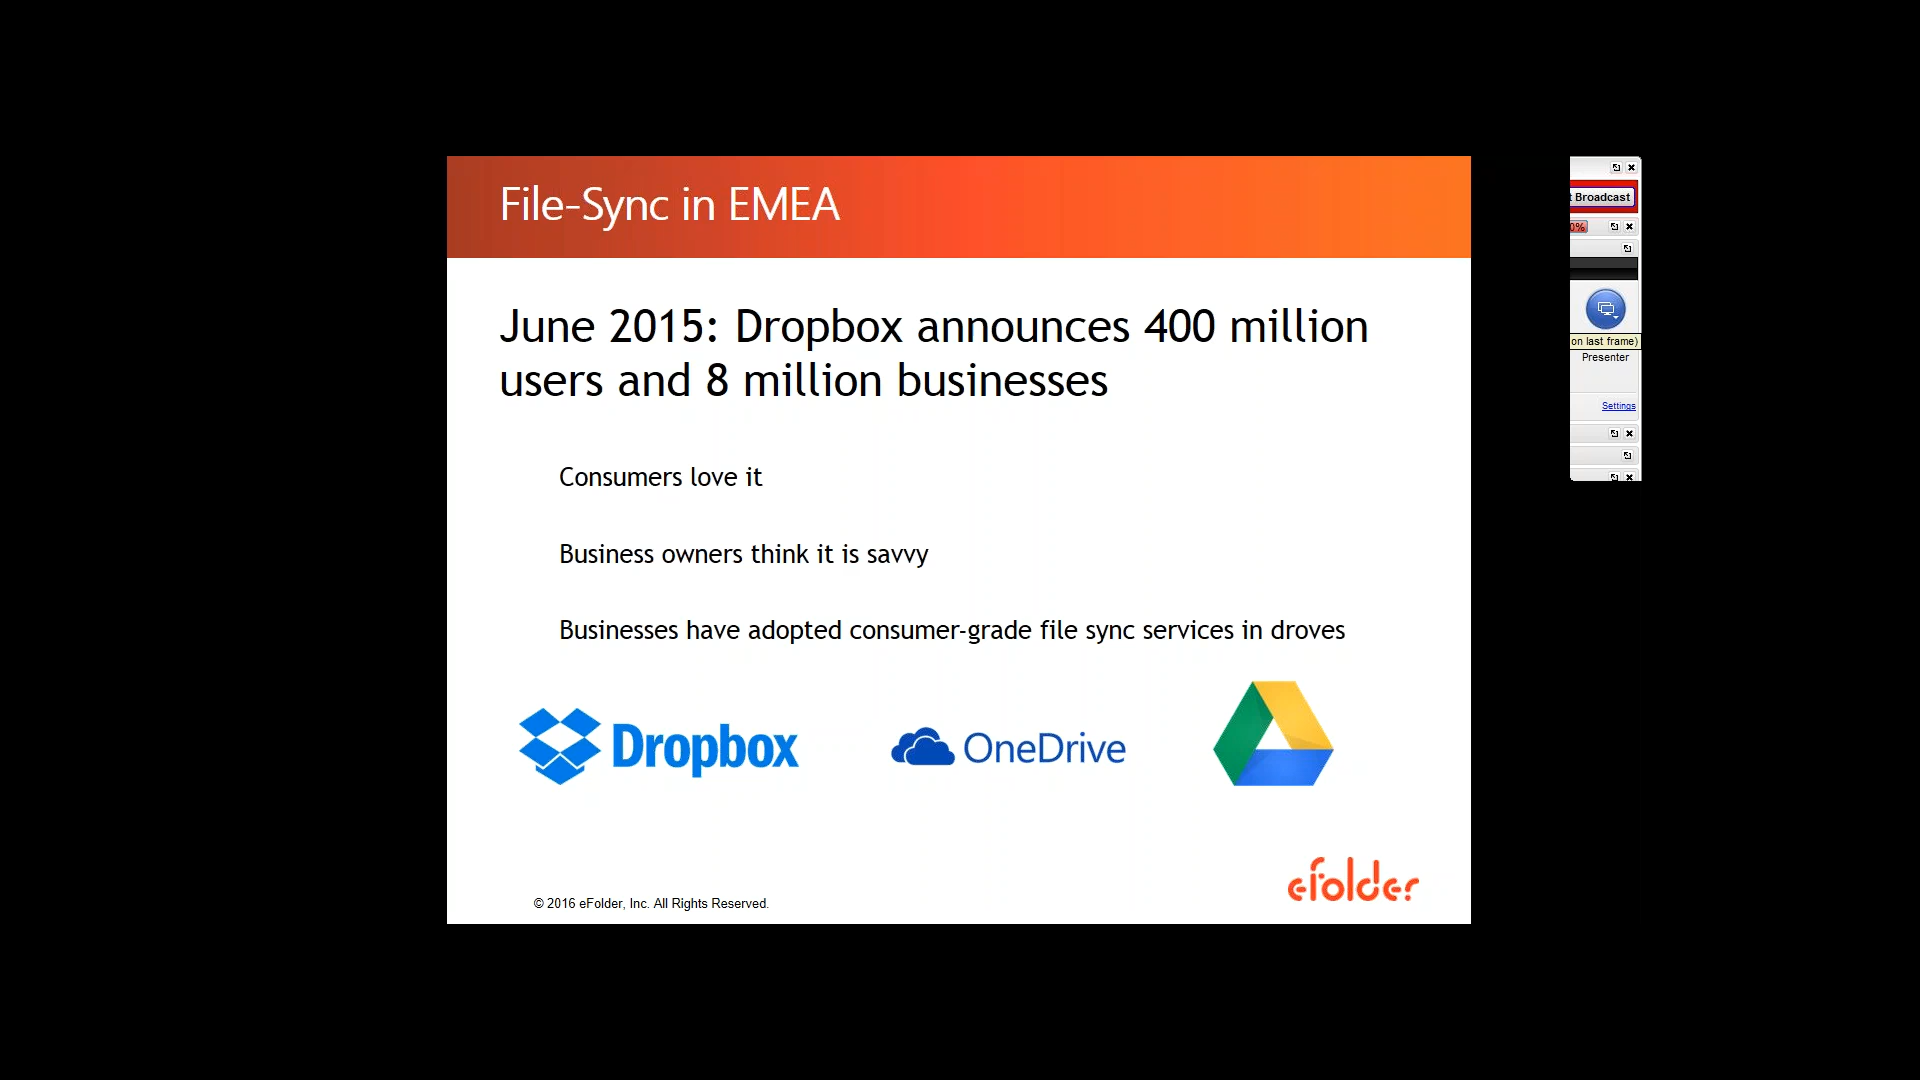 File-Sync in EMEA
June 2015: Dropbox announces 400 million
users and 8 million businesses
Consumers love it
Business owners think it is savvy
Businesses have adopted consumer-grade file sync services in droves
Dropbox
OneDrive
efolder
© 2016 eFolder, Inc. All Rights Reserved.
t Broadcast
0%
on last frame)
Presenter
Settings